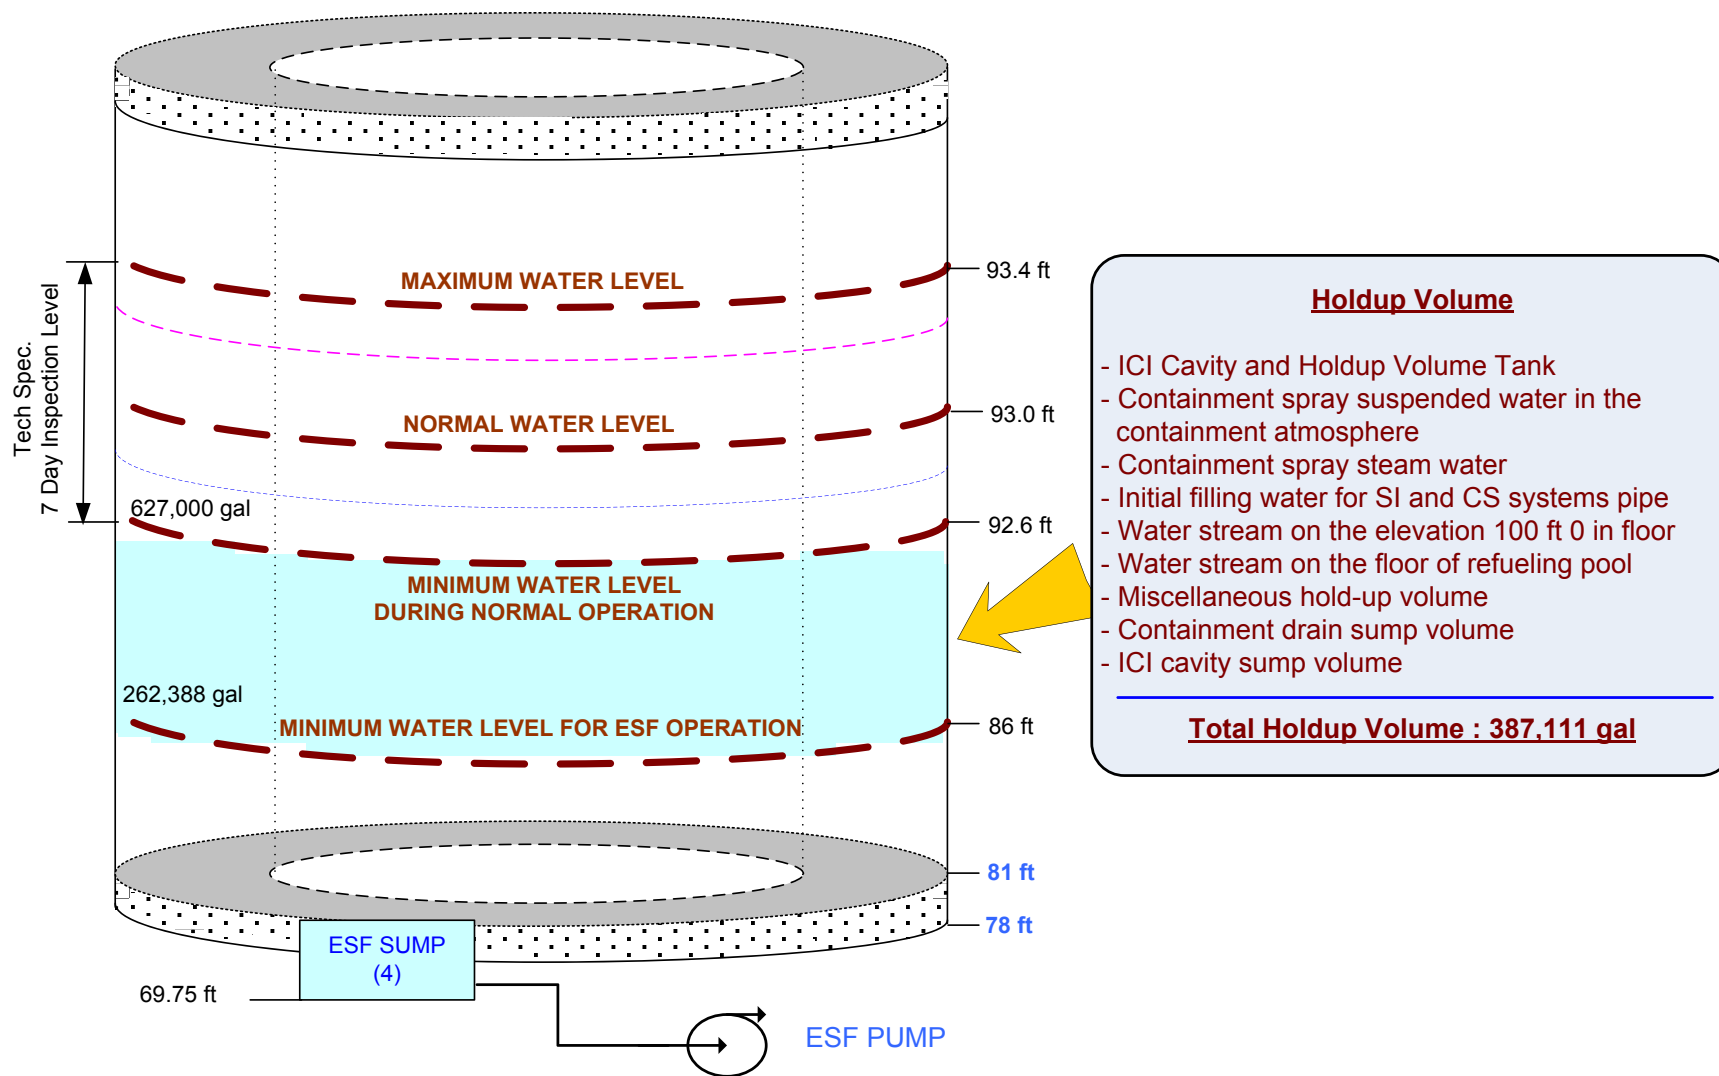 MAXIMUM WATER LEVEL
93.4 ft
Tech Spec.
7 Day Inspection Level
NORMAL WATER LEVEL
93.0 ft
627,000 gal
92.6 ft
MINIMUM WATER LEVEL
DURING NORMAL OPERATION
262,388 gal
MINIMUM WATER LEVEL FOR ESF OPERATION
86 ft
81 ft
78 ft
ESF SUMP
(4)
69.75 ft
ESF PUMP
Holdup Volume
- ICI Cavity and Holdup Volume Tank
- Containment spray suspended water in the
containment atmosphere
- Containment spray steam water
- Initial filling water for SI and CS systems pipe
- Water stream on the elevation 100 ft 0 in floor
- Water stream on the floor of refueling pool
- Miscellaneous hold-up volume
- Containment drain sump volume
- ICI cavity sump volume
Total Holdup Volume : 387,111 gal